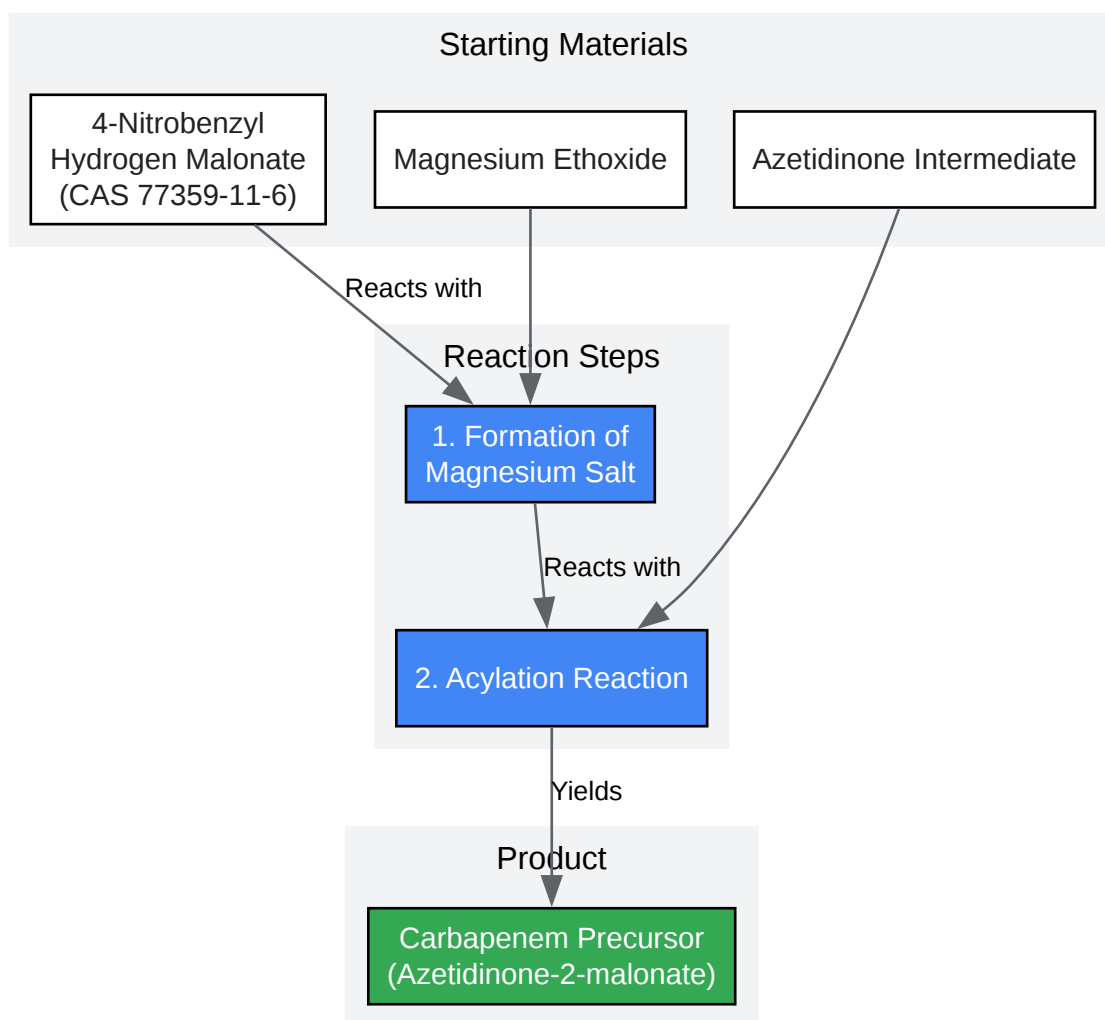 Starting Materials
4-Nitrobenzyl
Hydrogen Malonate
(CAS 77359-11-6)
Magnesium Ethoxide
Azetidinone Intermediate
Reacts with
Reaction Steps
1. Formation of
Magnesium Salt
Reacts with
2. Acylation Reaction
Yields
Product
Carbapenem Precursor
(Azetidinone-2-malonate)